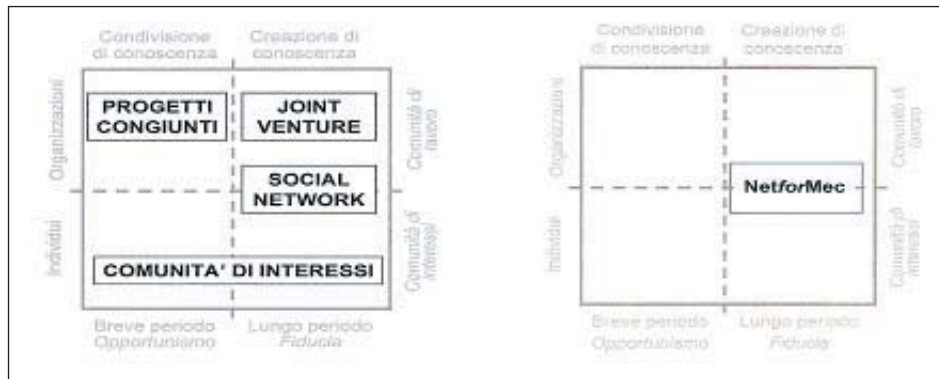 Condivisione di conoscenza
Creazione di conoscenza
Organizzazioni
Individui
PROGETTI
CONGIUNTI
JOINT
VENTURE
SOCIAL
NETWORK
COMUNITA' DI INTERESSI
Comunità di lavoro
Comunità di interessi
Breve periodo
Opportunismo
Lungo periodo
Fiducia
Condivisione di conoscenza
Creazione di conoscenza
Organizzazioni
Individui
NetforMec
Comunità di lavoro
Comunità di interessi
Breve periodo
Opportunismo
Lungo periodo
Fiducia